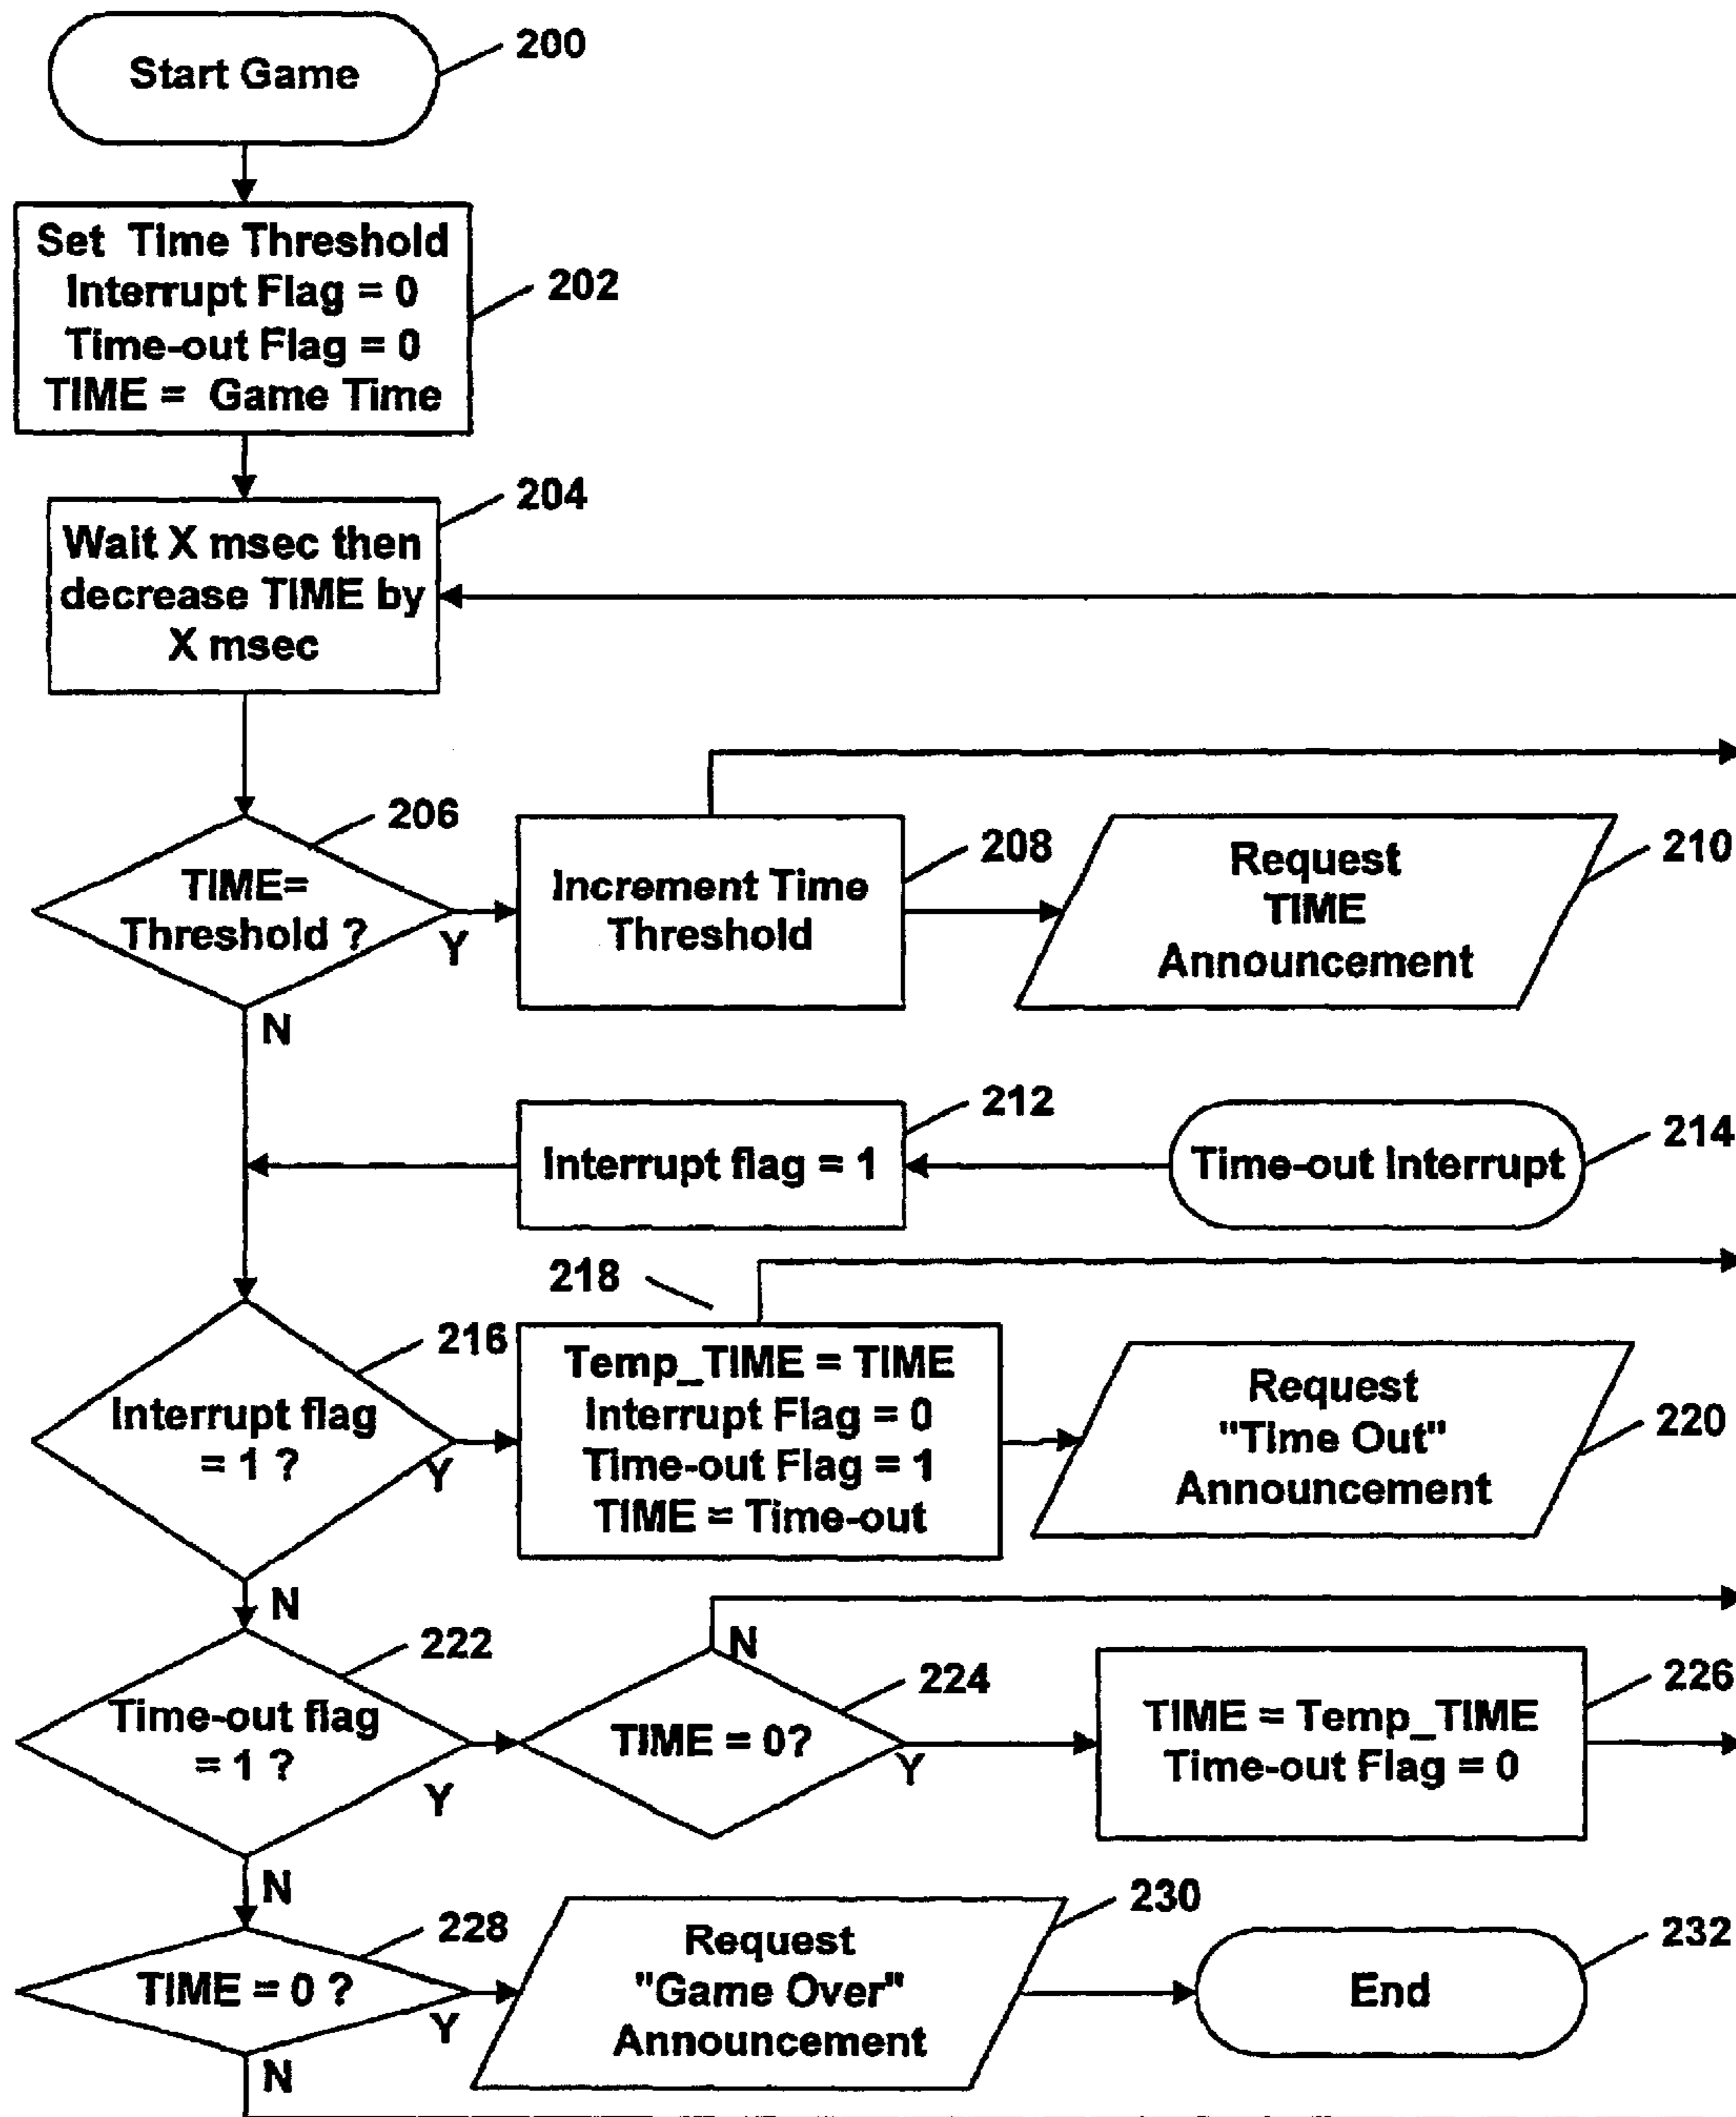 Start Game
200
Set Time Threshold
Interrupt Flag = 0
Time-out Flag = 0
TIME = Game Time
202
Wait X msec then
decrease TIME by
X msec
204
TIME=
Threshold ?
206
Y
N
Increment Time
Threshold
208
Request
TIME
Announcement
210
Interrupt flag = 1
212
Time-out Interrupt
214
Interrupt flag
= 1 ?
216
Y
N
218
Temp_TIME = TIME
Interrupt Flag = 0
Time-out Flag = 1
TIME = Time-out
Request
"Time Out"
Announcement
220
Time-out flag
= 1 ?
222
Y
N
TIME = 0?
224
N
Y
TIME = Temp_TIME
Time-out Flag = 0
226
TIME = 0 ?
228
Y
N
Request
"Game Over"
Announcement
230
End
232